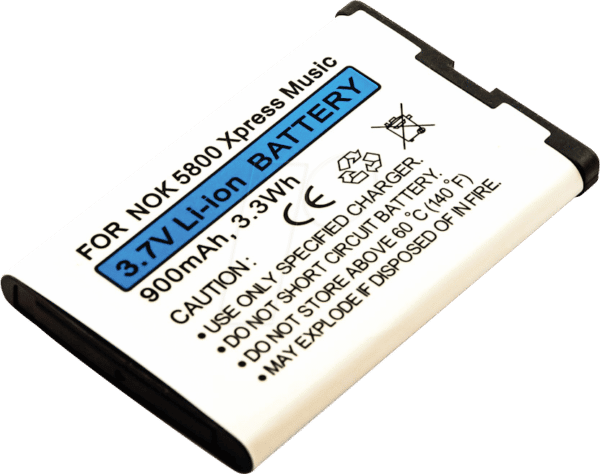 FOR NOK 5800 Xpress Music
3.7V Li-ion BATTERY
900mAh, 3.3Wh
CE
CAUTION:
•USE ONLY SPECIFIED CHARGER.
•DO NOT SHORT CIRCUIT BATTERY.
•DO NOT STORE ABOVE 60°C (140°F)
•MAY EXPLODE IF DISPOSED OF IN FIRE